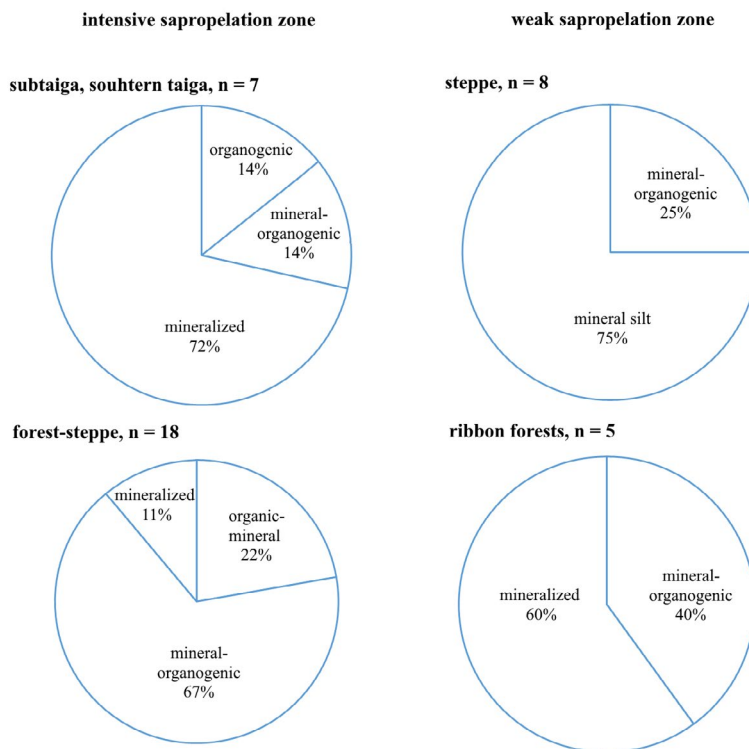 intensive sapropelation zone
weak sapropelation zone
subtaiga, souhtern taiga, n = 7
organogenic
14%
mineral-
organogenic
14%
mineralized
72%
steppe, n = 8
mineral-
organogenic
25%
mineral silt
75%
forest-steppe, n = 18
mineralized
11%
organic-
mineral
22%
mineral-
organogenic
67%
ribbon forests, n = 5
mineralized
60%
mineral-
organogenic
40%